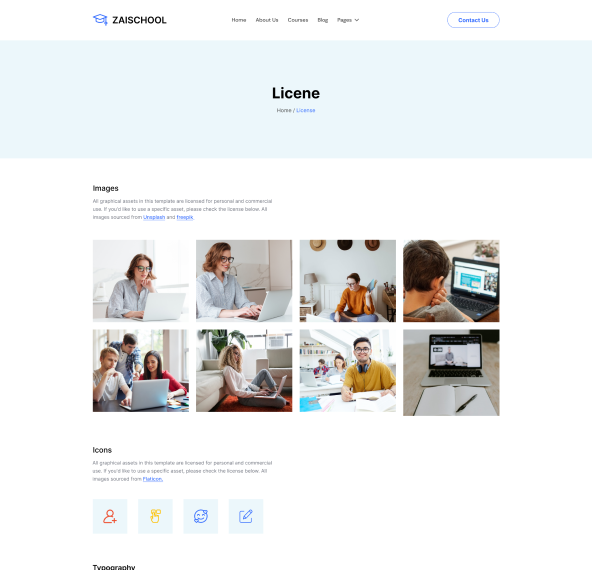 ZAISCHOOL
Home About Us Courses Blog Pages
Contact Us
Licene
Home / License
Images
All graphical assets in this template are licensed for personal and commercial
use. If you'd like to use a specific asset, please check the license below. All
images sourced from Unsplash and freepik.
Icons
All graphical assets in this template are licensed for personal and commercial
use. If you'd like to use a specific asset, please check the license below. All
images sourced from Flaticon.
Typography